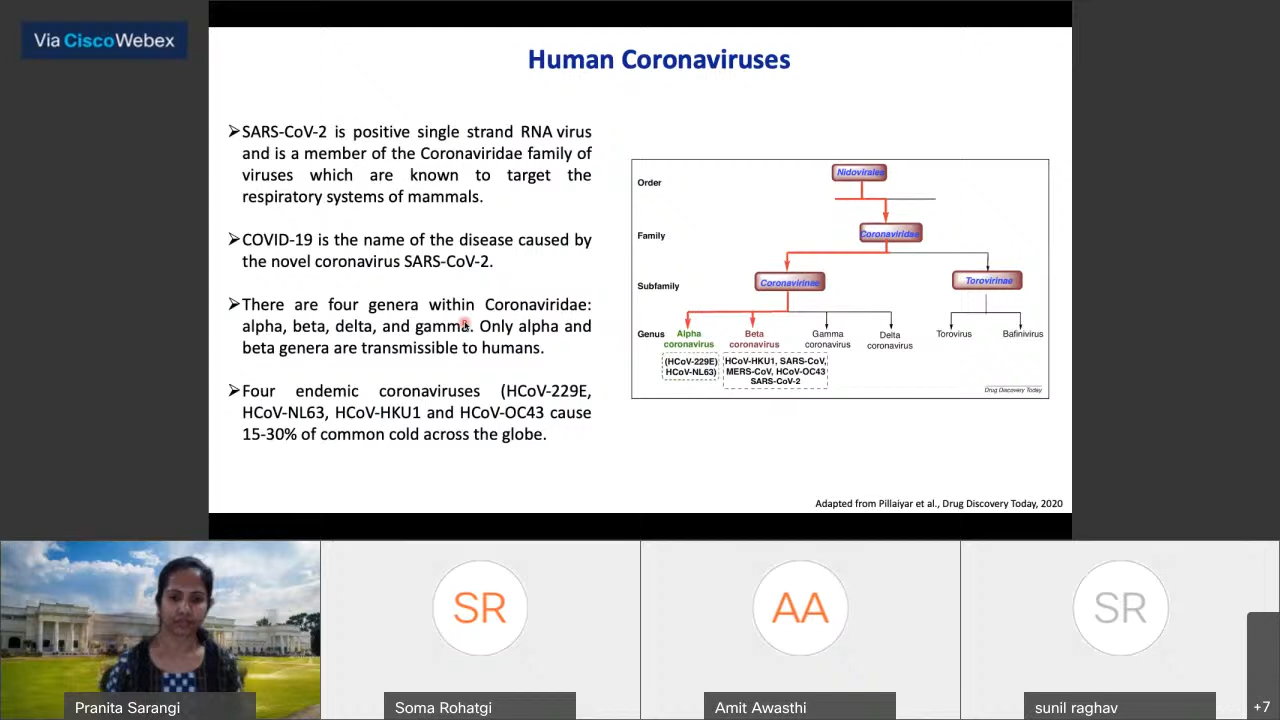 Via CiscoWebex
Human Coronaviruses
➢SARS-CoV-2 is positive single strand RNA virus
and is a member of the Coronaviridae family of
viruses which are known to target the
respiratory systems of mammals.
➢COVID-19 is the name of the disease caused by
the novel coronavirus SARS-CoV-2.
➢There are four genera within Coronaviridae:
alpha, beta, delta, and gamma. Only alpha and
beta genera are transmissible to humans.
➢Four endemic coronaviruses (HCoV-229E,
HCoV-NL63, HCoV-HKU1 and HCoV-OC43 cause
15-30% of common cold across the globe.
Order
Nidovirales
Family
Coronaviridae
Subfamily
Coronavirinae
Torovirinae
Genus
Alpha
coronavirus
Beta
coronavirus
Gamma
coronavirus
Delta
coronavirus
Torovirus
Bafinivirus
(HCoV-229E)
HCoV-NL63)
HCoV-HKU1, SARS-CoV,
MERS-CoV, HCoV-OC43
SARS-CoV-2
Drug Discovery Today
Adapted from Pillaiyar et al., Drug Discovery Today, 2020
SR
AA
SR
Pranita Sarangi
Soma Rohatgi
Amit Awasthi
sunil raghav
+7